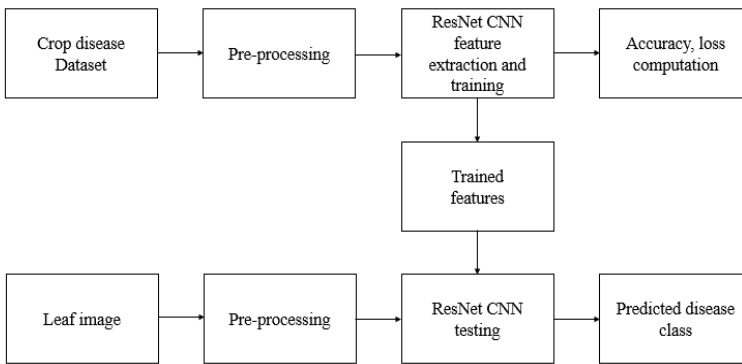 Crop disease
Dataset
Pre-processing
ResNet CNN
feature
extraction and
training
Accuracy, loss
computation
Trained
features
Leaf image
Pre-processing
ResNet CNN
testing
Predicted disease
class